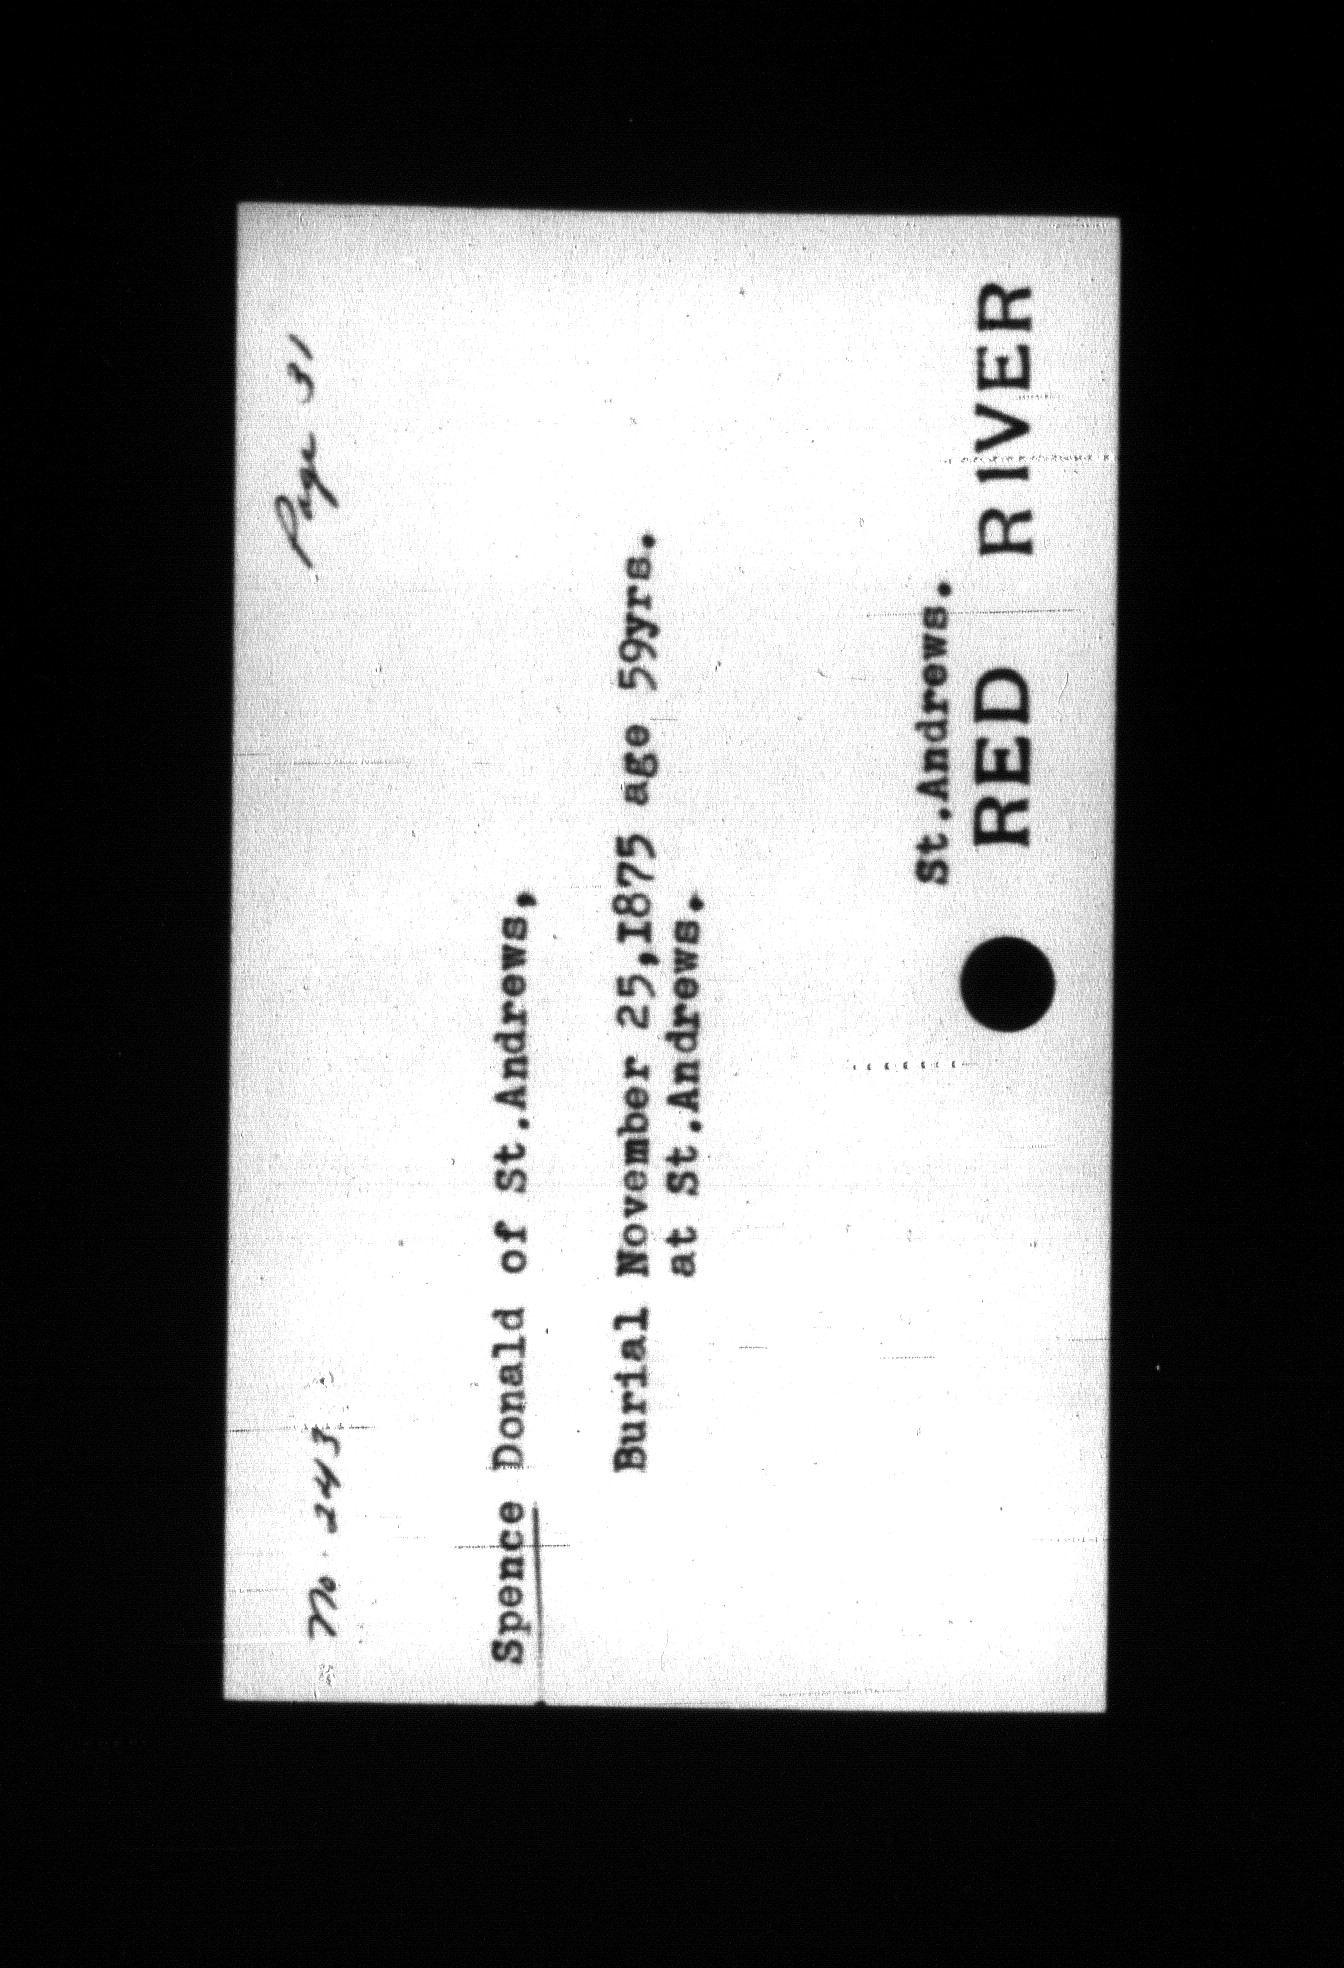 No. 243 Page 31
Spence Donald of St.Andrews,
Burial November 25,I875 age 59yrs.
at St.Andrews.
St.Andrews.
RED RIVER